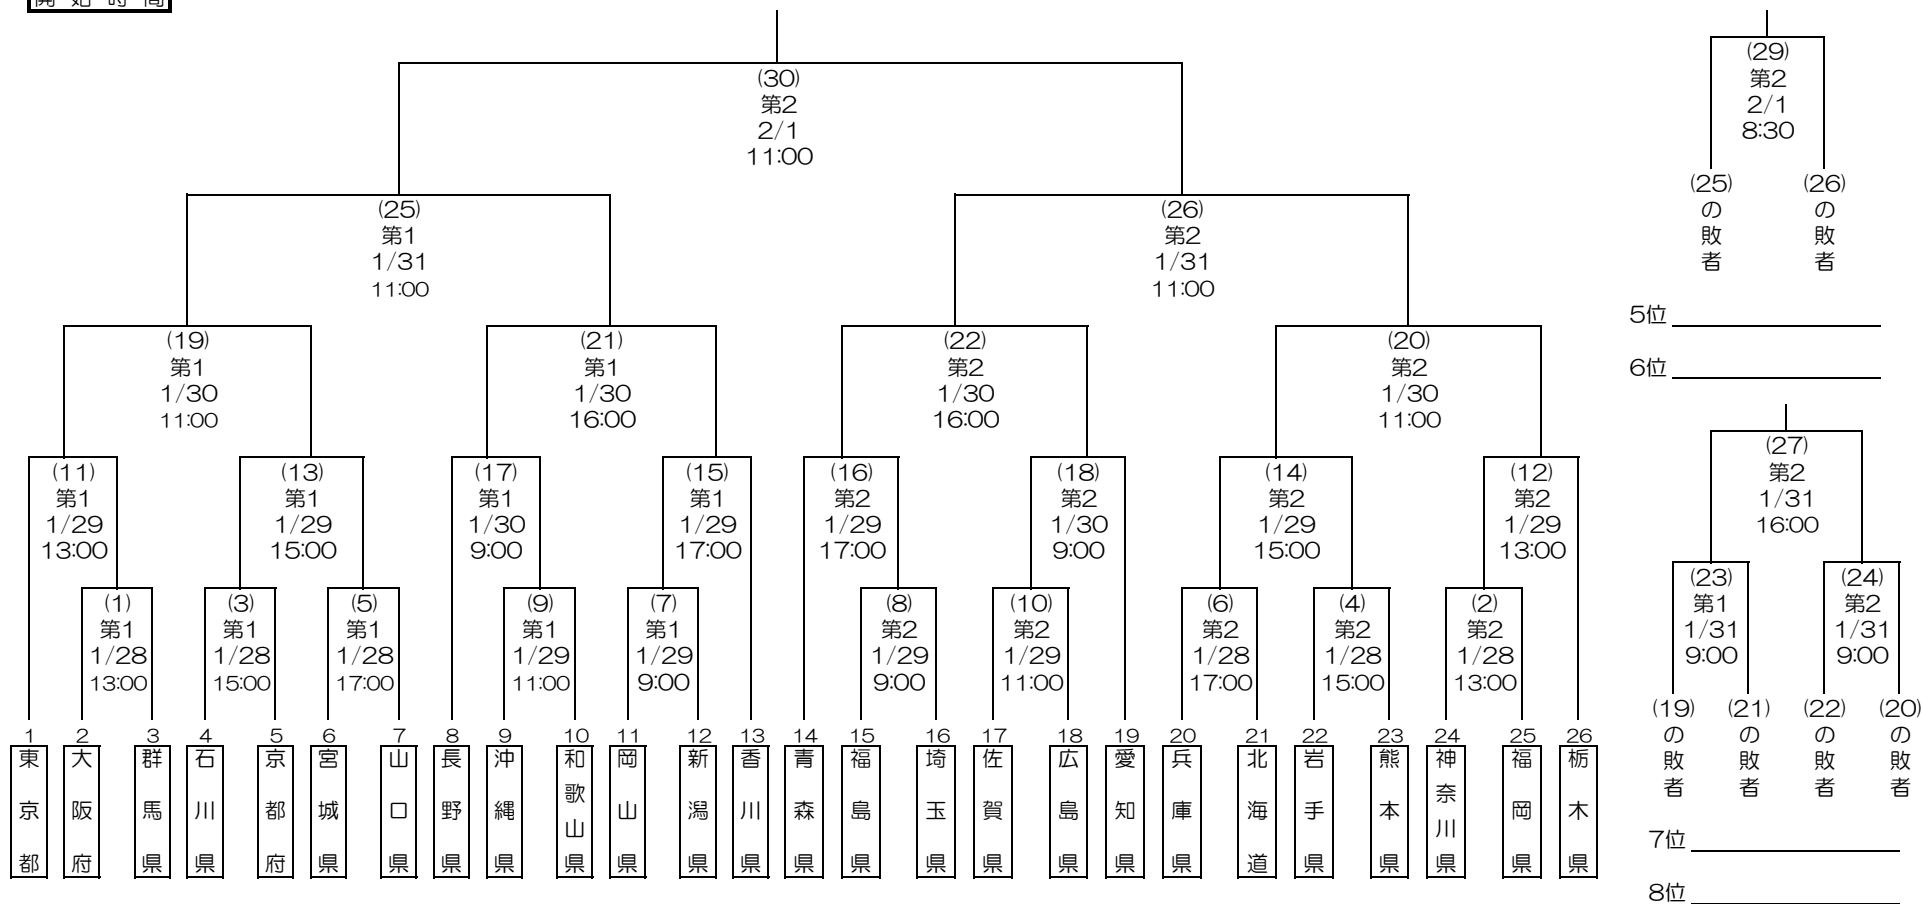 開始時間
(30)
第2
2/1
11:00
(29)
第2
2/1
8:30
(25)の敗者
(26)の敗者
(25)
第1
1/31
11:00
(26)
第2
1/31
11:00
5位
6位
(19)
第1
1/30
11:00
(21)
第1
1/30
16:00
(22)
第2
1/30
16:00
(20)
第2
1/30
11:00
(27)
第2
1/31
16:00
(11)
第1
1/29
13:00
(13)
第1
1/29
15:00
(17)
第1
1/30
9:00
(15)
第1
1/29
17:00
(16)
第2
1/29
17:00
(18)
第2
1/30
9:00
(14)
第2
1/29
15:00
(12)
第2
1/29
13:00
(1)
第1
1/28
13:00
(3)
第1
1/28
15:00
(5)
第1
1/28
17:00
(9)
第1
1/29
11:00
(7)
第1
1/29
9:00
(8)
第2
1/29
9:00
(10)
第2
1/29
11:00
(6)
第2
1/28
17:00
(4)
第2
1/28
15:00
(2)
第2
1/28
13:00
(23)
第1
1/31
9:00
(24)
第2
1/31
9:00
(19)の敗者
(21)の敗者
(22)の敗者
(20)の敗者
1
東京都
2
大阪府
3
群馬県
4
石川県
5
京都府
6
宮城県
7
山口県
8
長野県
9
沖縄県
10
和歌山県
11
岡山県
12
新潟県
13
香川県
14
青森県
15
福島県
16
埼玉県
17
佐賀県
18
広島県
19
愛知県
20
兵庫県
21
北海道
22
岩手県
23
熊本県
24
神奈川県
25
福岡県
26
栃木県
7位
8位